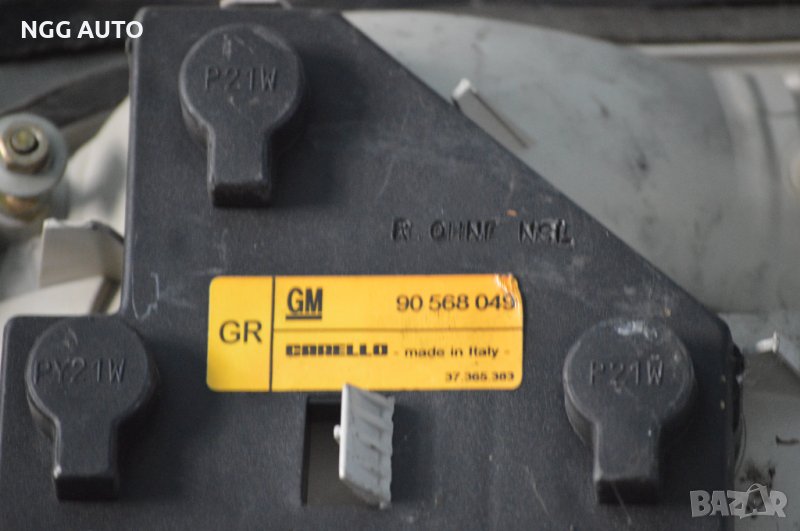 NGG AUTO
P21W
R OHNE NSL
GM 90 568 049
GR
CARELLO - made in Italy -
37.365.383
PY21W
P21W
BAZAR